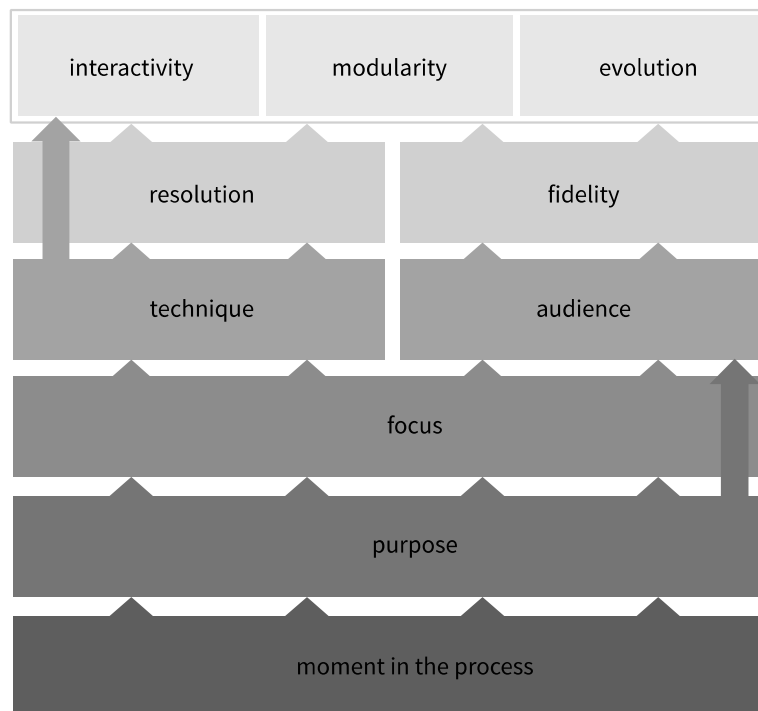 interactivity modularity evolution
resolution fidelity
technique audience
focus
purpose
moment in the process